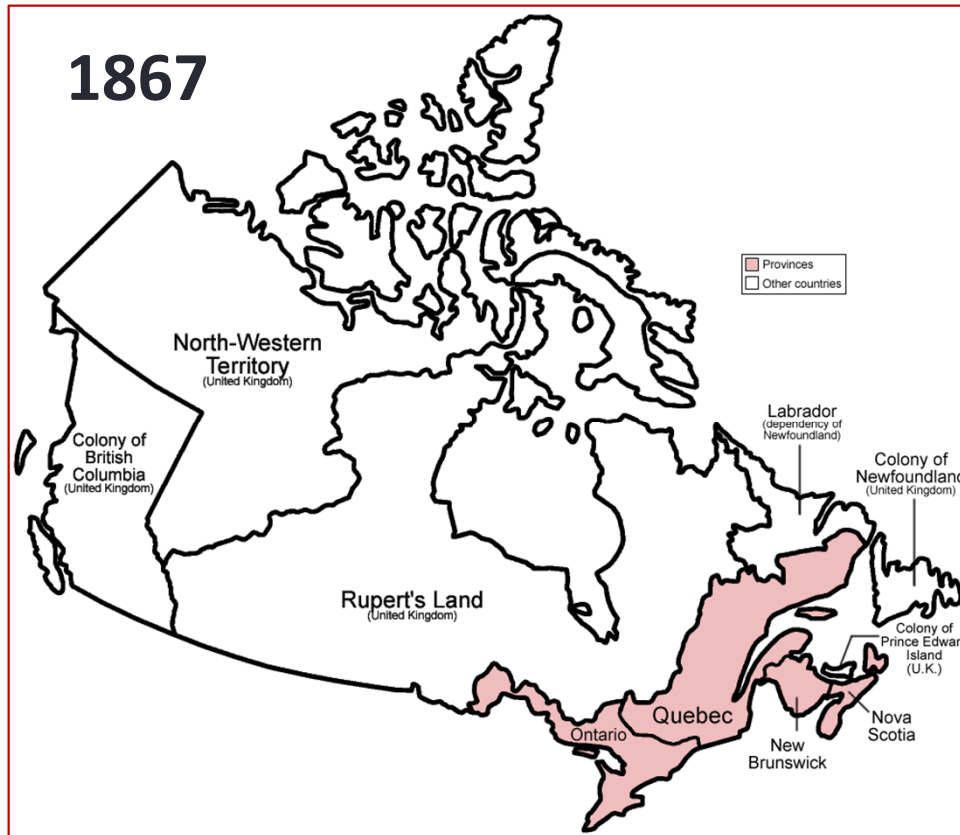 1867
Provinces
Other countries
North-Western
Territory
(United Kingdom)
Labrador
(dependency of
Newfoundland)
Colony of
British
Columbia
(United Kingdom)
Colony of
Newfoundland
(United Kingdom)
Rupert's Land
(United Kingdom)
Colony of
Prince Edwar
Island
(U.K.)
Quebec
Ontario
Nova
Scotia
New
Brunswick